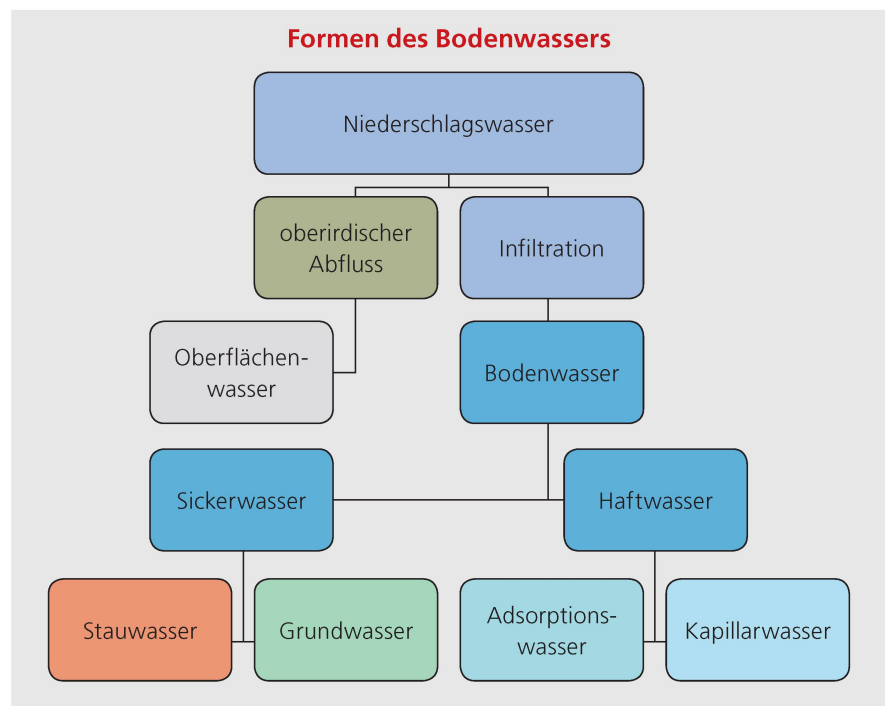 Formen des Bodenwassers
Niederschlagswasser
oberirdischer
Abfluss
Infiltration
Oberflächen-
wasser
Bodenwasser
Sickerwasser
Haftwasser
Stauwasser
Grundwasser
Adsorptions-
wasser
Kapillarwasser